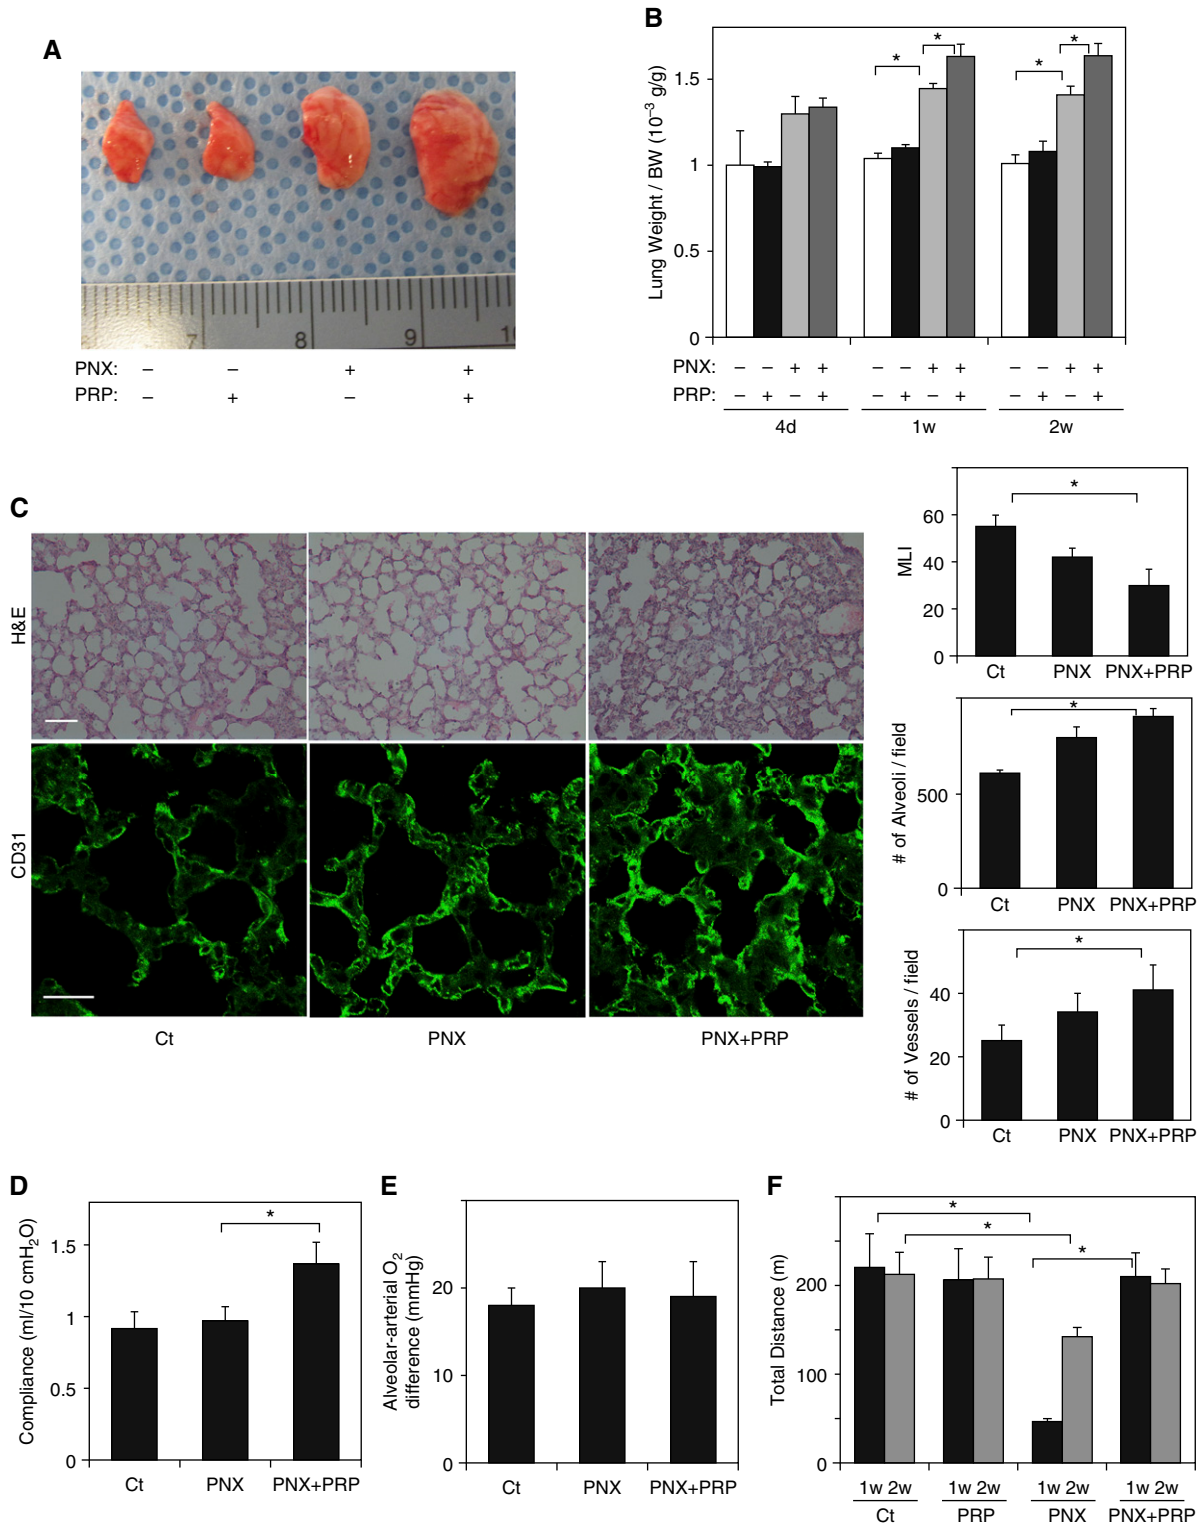 A
7 8 9 10
PNX: – – + +
PRP: – + – +
B
Lung Weight / BW (10⁻³ g/g)
1.5
1
0.5
0
* * * *
PNX: – – + + – – + + – – + +
PRP: – + – + – + – + – + – +
4d 1w 2w
C
H&E
CD31
Ct PNX PNX+PRP
MLI
60
40
20
0
*
Ct PNX PNX+PRP
# of Alveoli / field
500
0
*
Ct PNX PNX+PRP
# of Vessels / field
40
20
0
*
Ct PNX PNX+PRP
D
Compliance (ml/10 cmH₂O)
1.5
1
0.5
0
*
Ct PNX PNX+PRP
E
Alveolar-arterial O₂
difference (mmHg)
20
10
0
Ct PNX PNX+PRP
F
Total Distance (m)
200
100
0
* * *
1w 2w 1w 2w 1w 2w 1w 2w
Ct PRP PNX PNX+PRP